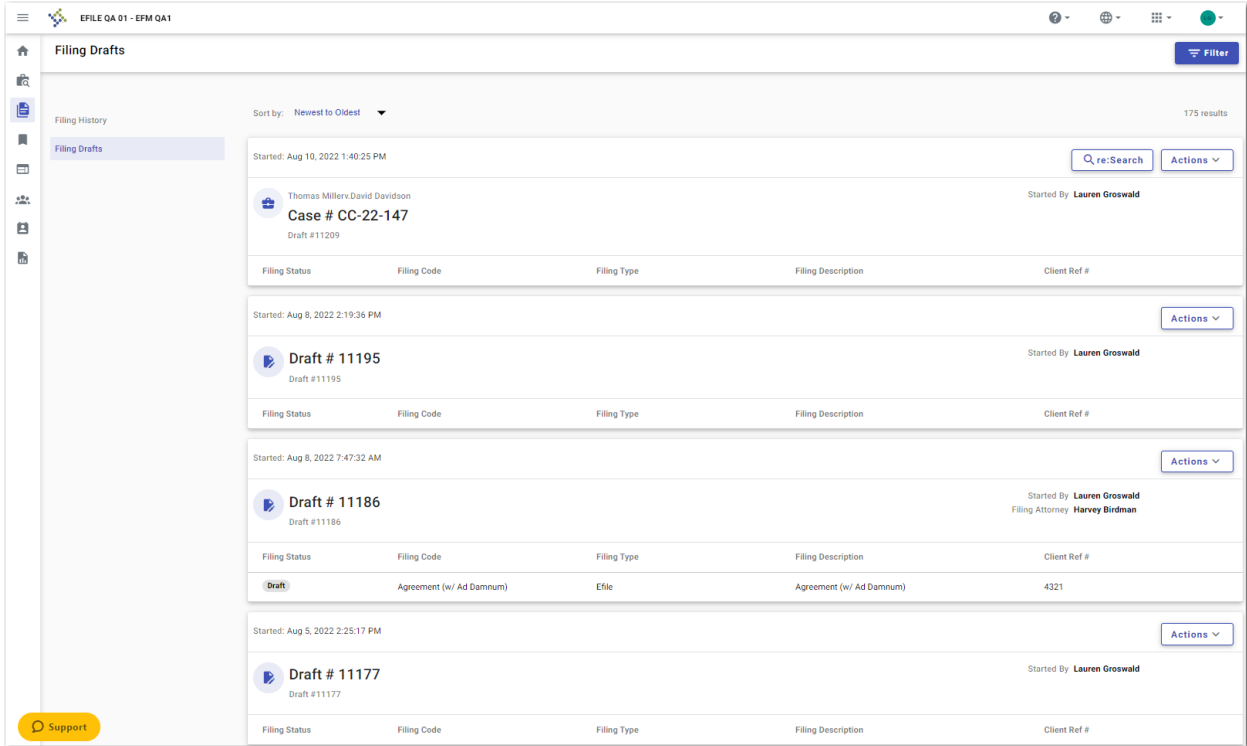 EFILE QA 01 - EFM QA1
Filing Drafts
Filter
Filing History
Filing Drafts
Sort by: Newest to Oldest
175 results
Started: Aug 10, 2022 1:40:25 PM
re:Search
Actions
Thomas Millerv.David Davidson
Case # CC-22-147
Draft #11209
Started By Lauren Groswald
Filing Status Filing Code Filing Type Filing Description Client Ref #
Started: Aug 8, 2022 2:19:36 PM
Actions
Draft # 11195
Draft #11195
Started By Lauren Groswald
Filing Status Filing Code Filing Type Filing Description Client Ref #
Started: Aug 8, 2022 7:47:32 AM
Actions
Draft # 11186
Draft #11186
Started By Lauren Groswald
Filing Attorney Harvey Birdman
Filing Status Filing Code Filing Type Filing Description Client Ref #
Draft Agreement (w/ Ad Damnum) Efile Agreement (w/ Ad Damnum) 4321
Started: Aug 5, 2022 2:25:17 PM
Actions
Draft # 11177
Draft #11177
Started By Lauren Groswald
Filing Status Filing Code Filing Type Filing Description Client Ref #
Support